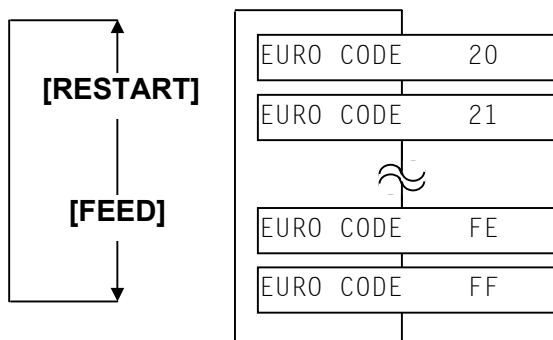 EURO CODE 20
[RESTART]
EURO CODE 21
[FEED]
EURO CODE FE
EURO CODE FF